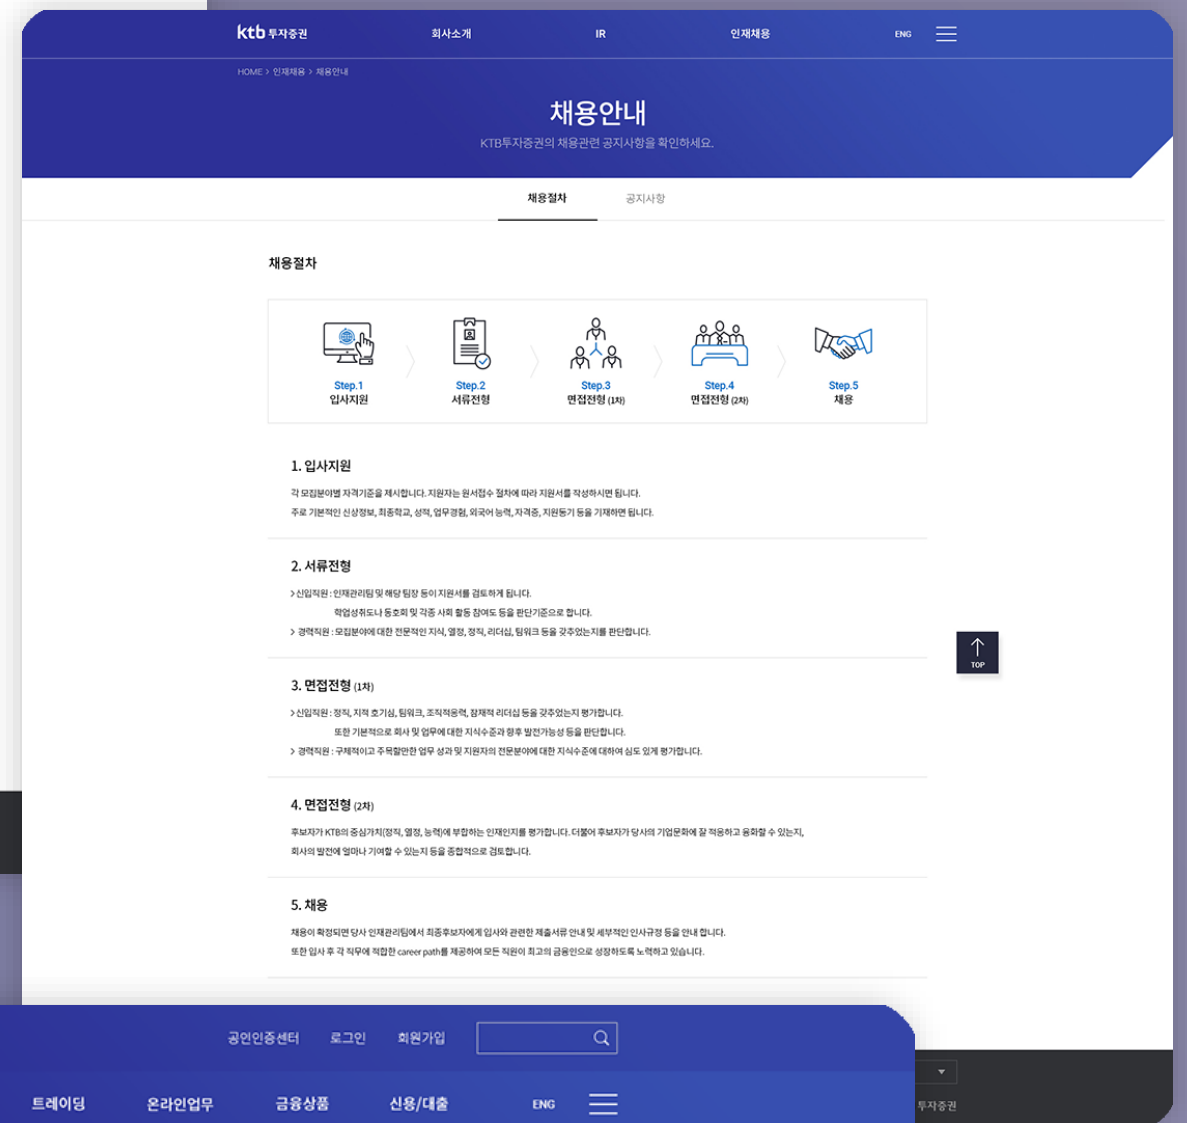 ktb 투자증권
회사소개
IR
인재채용
ENG
HOME > 인재채용 > 채용안내
채용안내
KTB투자증권의 채용관련 공지사항을 확인하세요.
채용절차
공지사항
채용절차
Step.1
입사지원
Step.2
서류전형
Step.3
면접전형 (1차)
Step.4
면접전형 (2차)
Step.5
채용
1. 입사지원
각 모집분야별 자격기준을 제시합니다. 지원자는 원서접수 절차에 따라 지원서를 작성하시면 됩니다.
주로 기본적인 신상정보, 최종학교, 성적, 업무경험, 외국어 능력, 자격증, 지원동기 등을 기재하면 됩니다.
2. 서류전형
> 신입직원 : 인재관리팀 및 해당 팀장 등이 지원서를 검토하게 됩니다.
학업성취도나 동호회 및 각종 사회 활동 참여도 등을 판단기준으로 합니다.
> 경력직원 : 모집분야에 대한 전문적인 지식, 열정, 정직, 리더십, 팀워크 등을 갖추었는지를 판단합니다.
TOP
3. 면접전형 (1차)
> 신입직원 : 정직, 지적 호기심, 팀워크, 조직적응력, 잠재적 리더십 등을 갖추었는지 평가합니다.
또한 기본적으로 회사 및 업무에 대한 지식수준과 향후 발전가능성 등을 판단합니다.
> 경력직원 : 구체적이고 주목할만한 업무 성과 및 지원자의 전문분야에 대한 지식수준에 대하여 심도 있게 평가합니다.
4. 면접전형 (2차)
후보자가 KTB의 중심가치(정직, 열정, 능력)에 부합하는 인재인지를 평가합니다. 더불어 후보자가 당사의 기업문화에 잘 적응하고 융화할 수 있는지,
회사의 발전에 얼마나 기여할 수 있는지 등을 종합적으로 검토합니다.
5. 채용
채용이 확정되면 당사 인재관리팀에서 최종후보자에게 입사와 관련한 제출서류 안내 및 세부적인 인사규정 등을 안내 합니다.
또한 입사 후 각 직무에 적합한 career path를 제공하여 모든 직원이 최고의 금융인으로 성장하도록 노력하고 있습니다.
공인인증센터
로그인
회원가입
트레이딩
온라인업무
금융상품
신용/대출
ENG
투자증권